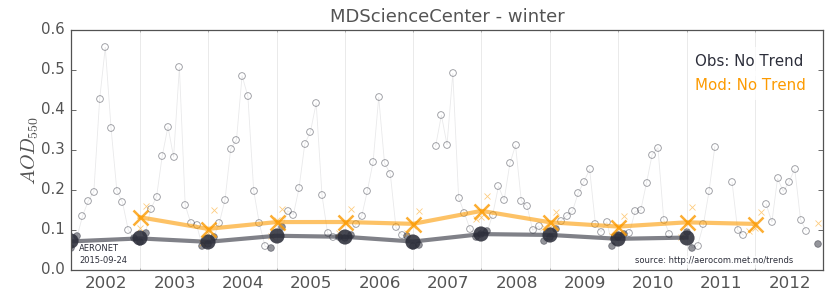 MDScienceCenter - winter
0.6
0.5
0.4
0.3
0.2
0.1
0.0
AOD550
Obs: No Trend
Mod: No Trend
AERONET
2015-09-24
source: http://aerocom.met.no/trends
2002 2003 2004 2005 2006 2007 2008 2009 2010 2011 2012